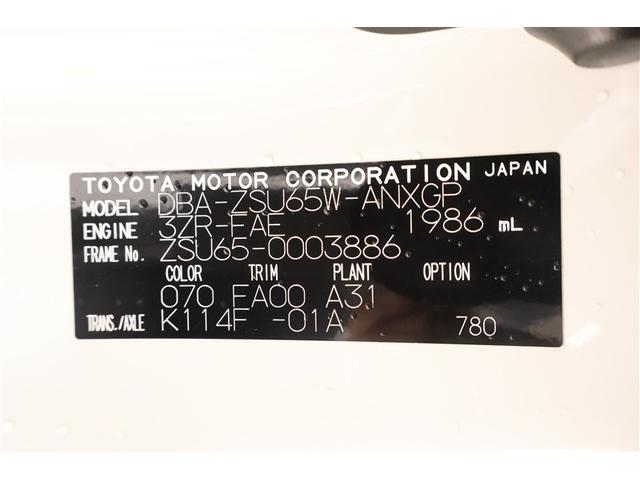 TOYOTA MOTOR CORPORATION JAPAN
MODEL DBA-ZSU65W-ANXGP
ENGINE 3ZR-FAE 1986 mL
FRAME No. ZSU65-0003886
COLOR TRIM PLANT OPTION
070 FA00 A31
TRANS./AXLE K114F -01A 780